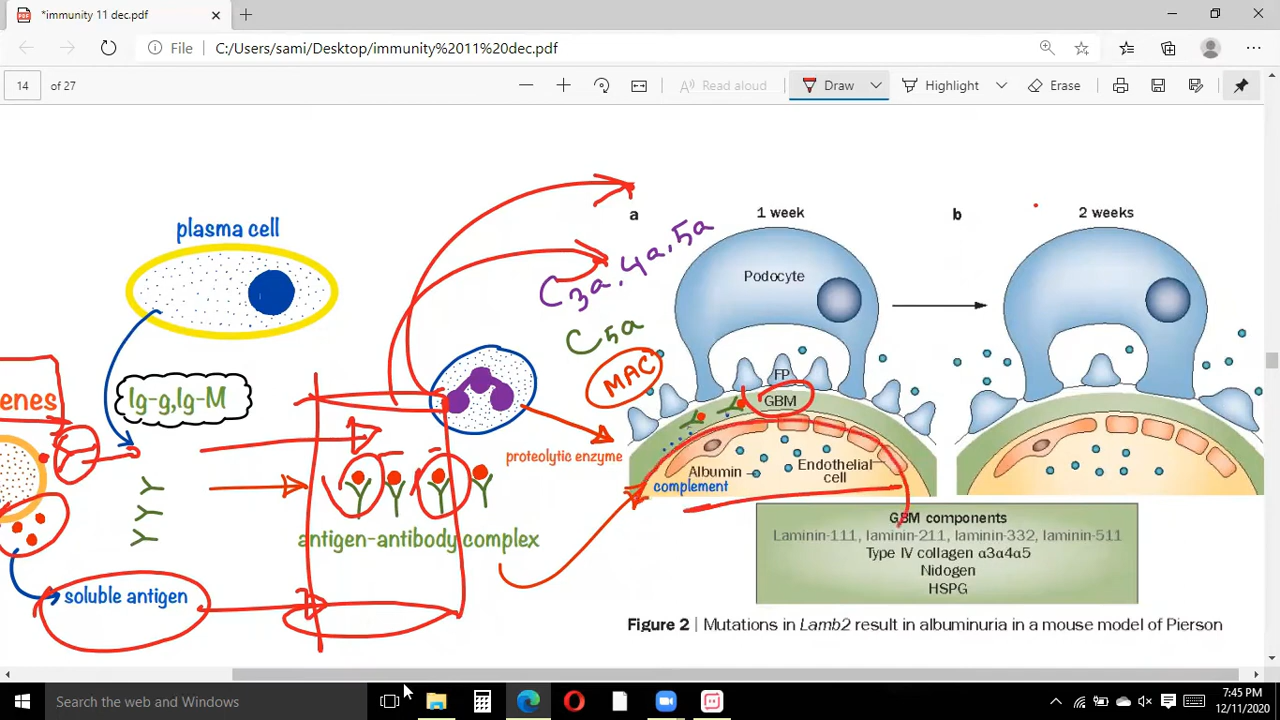 *immunity 11 dec.pdf
File
C:/Users/sami/Desktop/immunity%2011%20dec.pdf
14 of 27
Read aloud
Draw
Highlight
Erase
plasma cell
Ig-g,Ig-M
enes
soluble antigen
antigen-antibody complex
proteolytic enzyme
C3a, 4a, 5a
C5a
MAC
a
1 week
b
2 weeks
Podocyte
FP
GBM
Albumin
Endothelial
cell
complement
GBM components
Laminin-111, laminin-211, laminin-332, laminin-511
Type IV collagen α3α4α5
Nidogen
HSPG
Figure 2 | Mutations in Lamb2 result in albuminuria in a mouse model of Pierson
Search the web and Windows
7:45 PM
12/11/2020